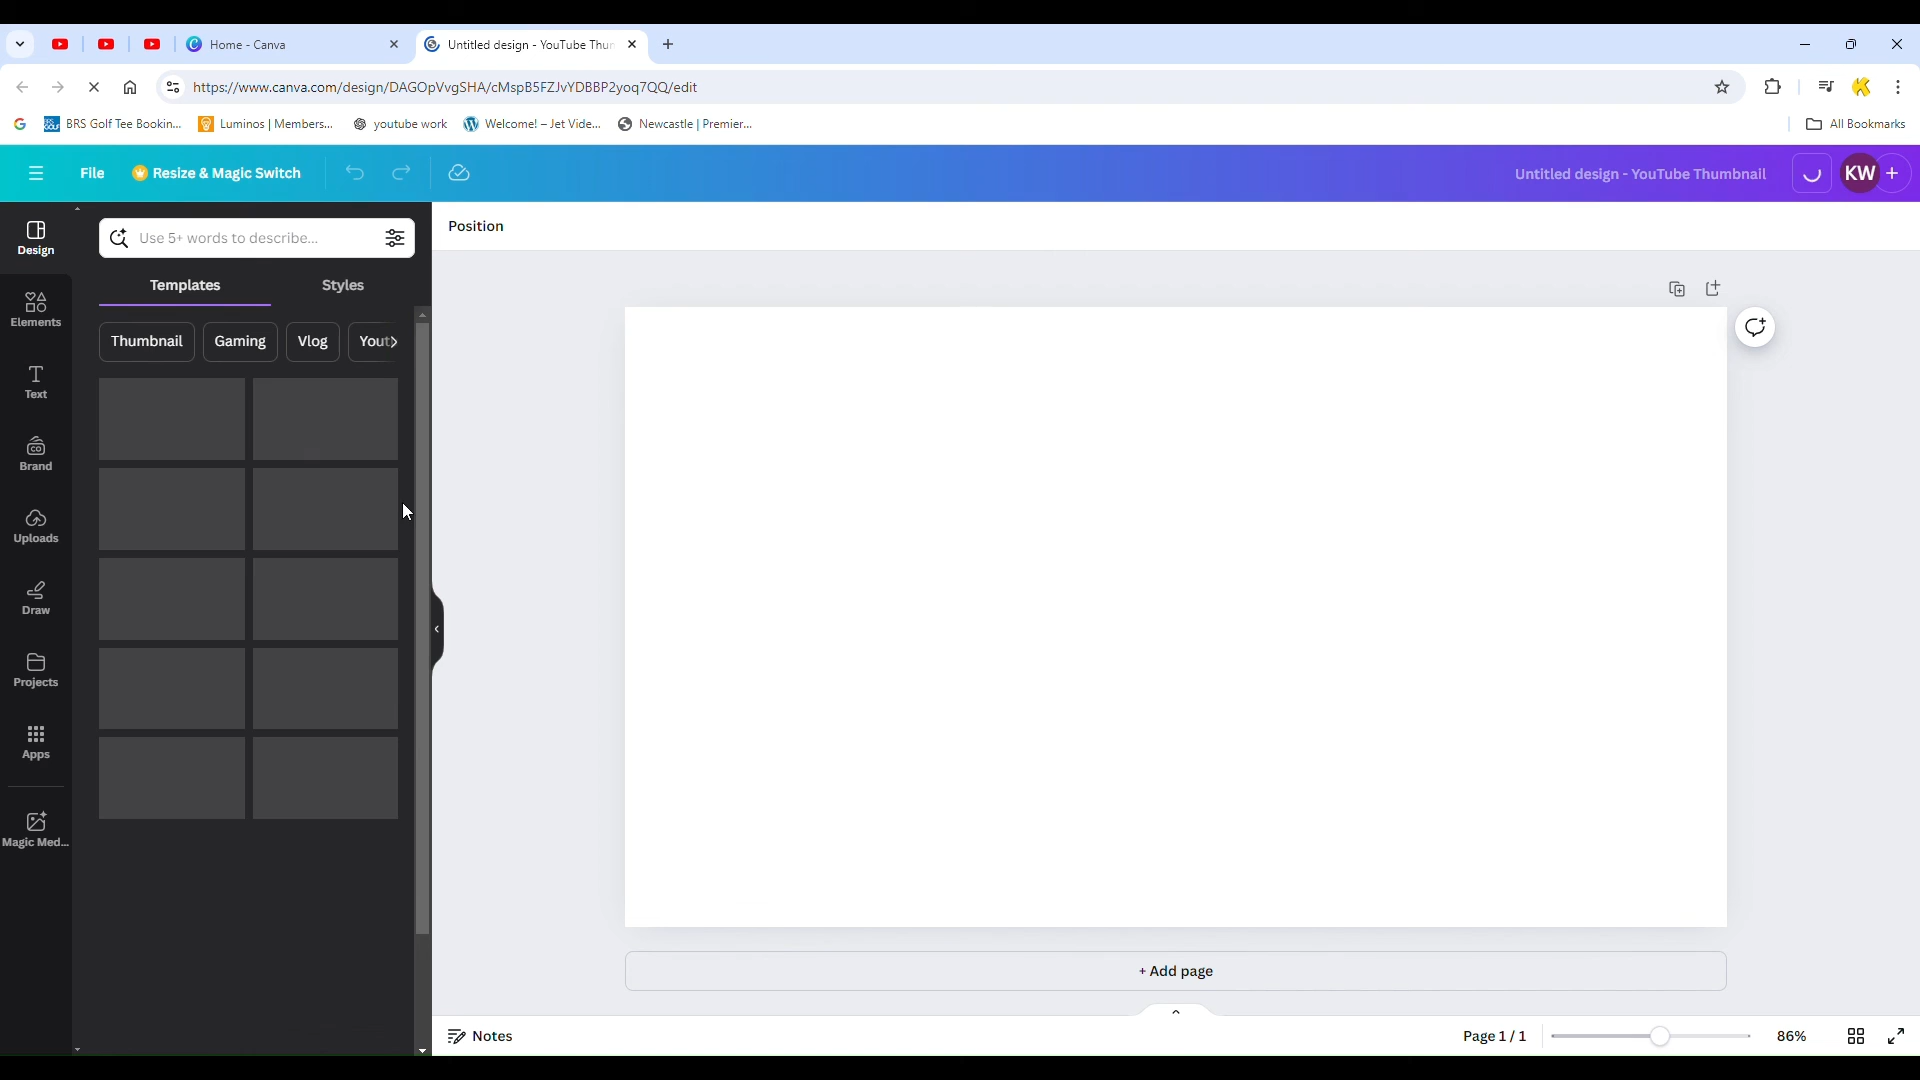 Home - Canva
Untitled design - YouTube Thu
https://www.canva.com/design/DAGOpVvgSHA/cMspB5FZJvYDBBP2yoq7QQ/edit
BRS Golf Tee Bookin...
Luminos | Members...
youtube work
Welcome! – Jet Vide...
Newcastle | Premier...
All Bookmarks
File
Resize & Magic Switch
Untitled design - YouTube Thumbnail
KW
Design
Elements
Text
Brand
Uploads
Draw
Projects
Apps
Magic Med...
Use 5+ words to describe...
Templates
Styles
Thumbnail
Gaming
Vlog
Yout
Position
+ Add page
Notes
Page 1 / 1
86%